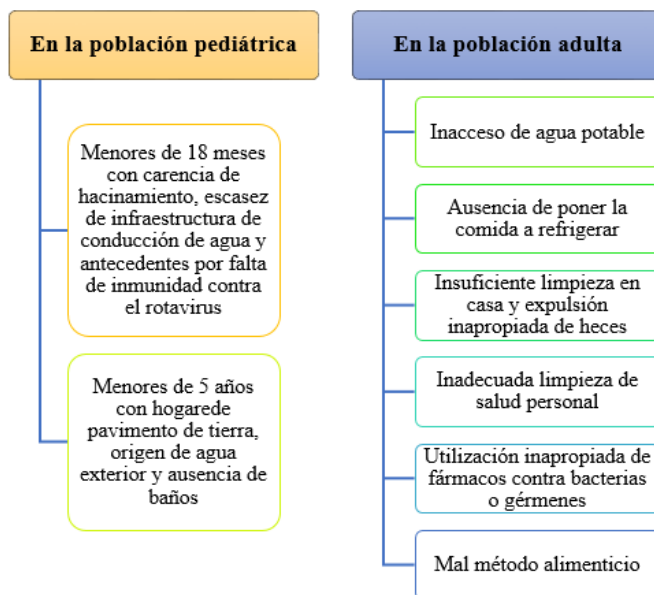 En la población pediátrica
Menores de 18 meses
con carencia de
hacinamiento, escasez
de infraestructura de
conducción de agua y
antecedentes por falta
de inmunidad contra
el rotavirus
Menores de 5 años
con hogarede
pavimento de tierra,
origen de agua
exterior y ausencia de
baños
En la población adulta
Inacceso de agua potable
Ausencia de poner la
comida a refrigerar
Insuficiente limpieza en
casa y expulsión
inapropiada de heces
Inadecuada limpieza de
salud personal
Utilización inapropiada de
fármacos contra bacterias
o gérmenes
Mal método alimenticio